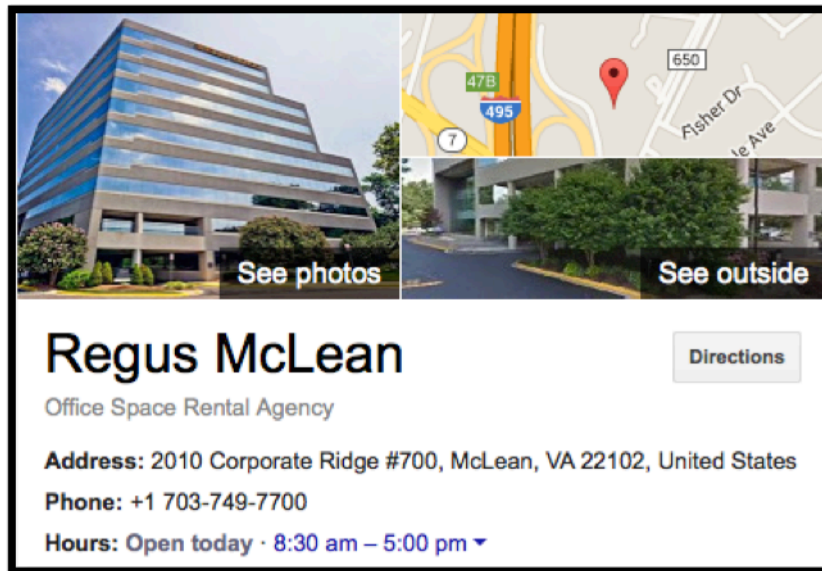 650
47B
495
7
Fisher Dr
le Ave
See photos
See outside
Regus McLean
Directions
Office Space Rental Agency
Address: 2010 Corporate Ridge #700, McLean, VA 22102, United States
Phone: +1 703-749-7700
Hours: Open today · 8:30 am – 5:00 pm